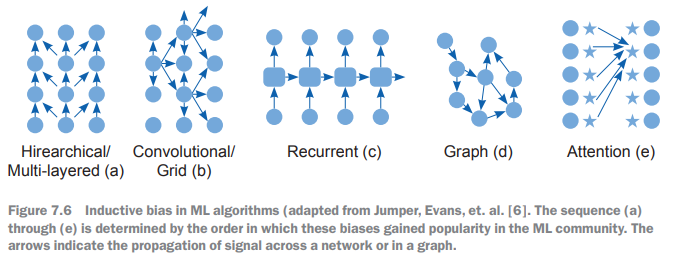 Hirearchical/
Multi-layered (a)
Convolutional/
Grid (b)
Recurrent (c)
Graph (d)
Attention (e)
Figure 7.6 Inductive bias in ML algorithms (adapted from Jumper, Evans, et. al. [6]. The sequence (a)
through (e) is determined by the order in which these biases gained popularity in the ML community. The
arrows indicate the propagation of signal across a network or in a graph.